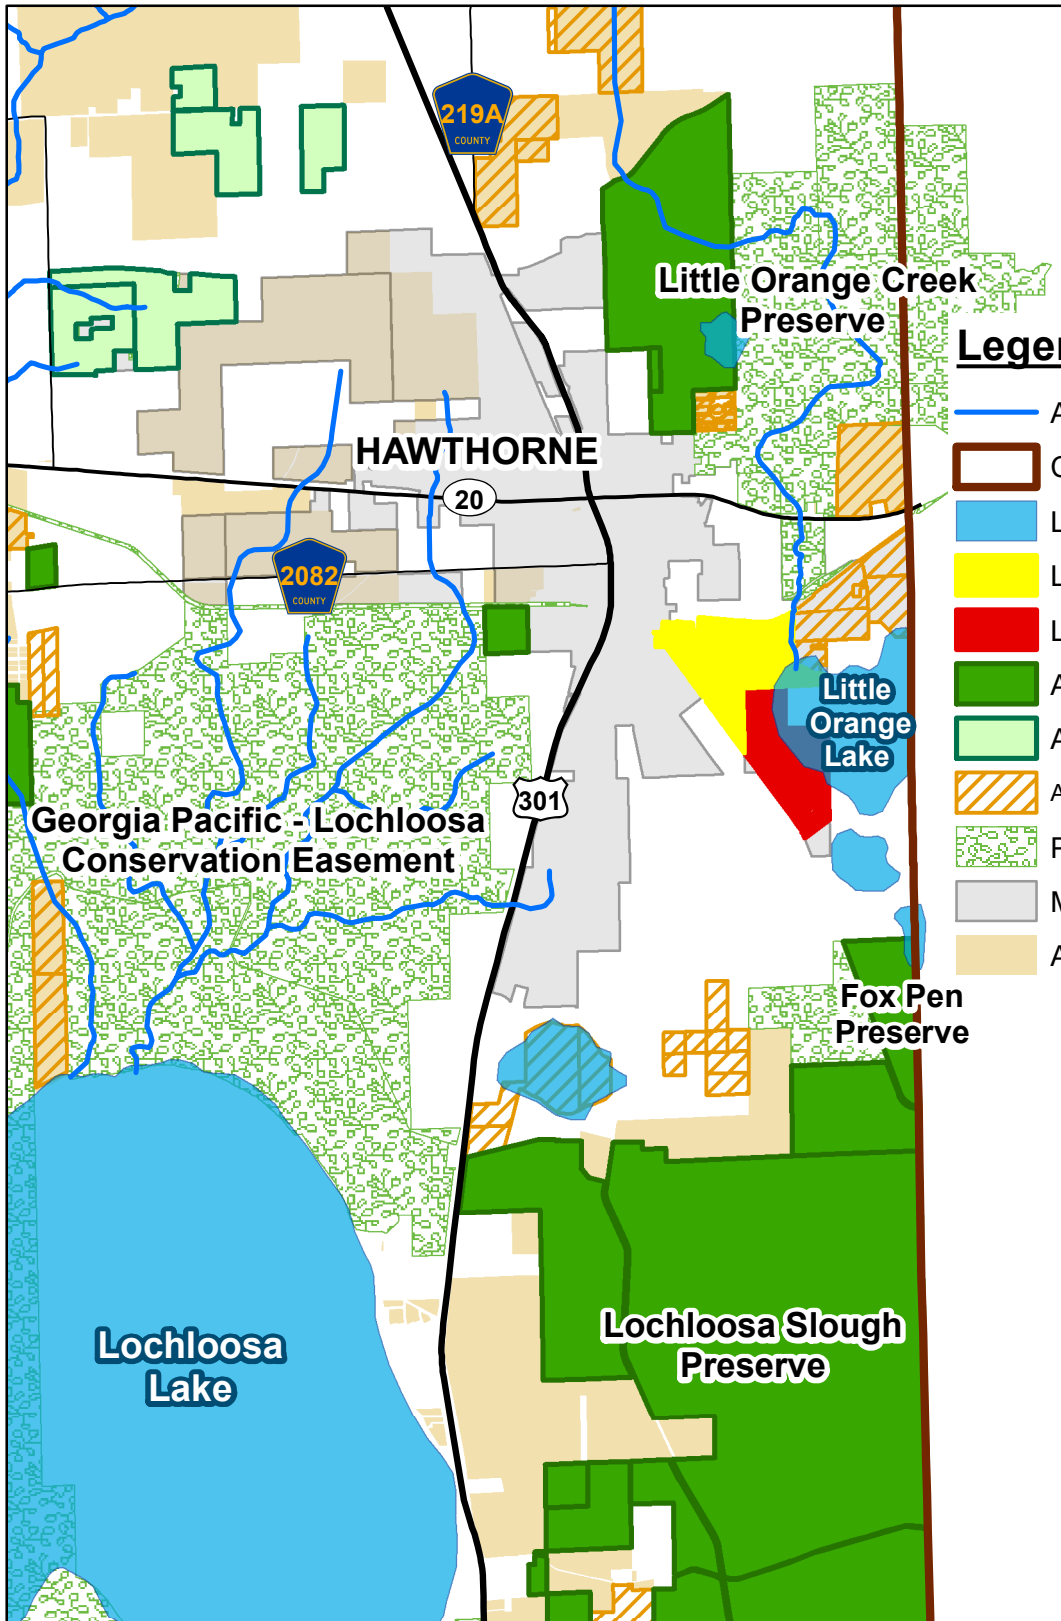 219A
COUNTY
Little Orange Creek
Preserve
HAWTHORNE
20
2082
COUNTY
Little
Orange
Lake
301
Georgia Pacific - Lochloosa
Conservation Easement
Fox Pen
Preserve
Lochloosa Slough
Preserve
Lochloosa
Lake
Lege
A
L
L
L
A
A
A
M
A